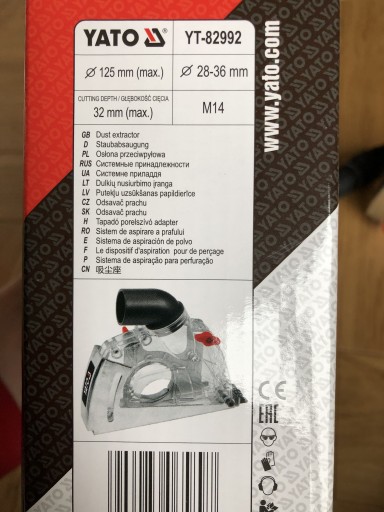 YATO YT-82992
Ø 125 mm (max.) Ø 28-36 mm
CUTTING DEPTH / GŁĘBOKOŚĆ CIĘCIA
32 mm (max.) M14
GB Dust extractor
D Staubabsaugung
PL Osłona przeciwpyłowa
RUS Системные принадлежности
UA Системне приладдя
LT Dulkių nusiurbimo įranga
LV Putekļu uzsūkšanas papildierīce
CZ Odsavač prachu
SK Odsavač prachu
H Tapadó porelszívó adapter
RO Sistem de aspirare a prafului
E Sistema de aspiración de polvo
F Le dispositif d'aspiration pour de perçage
P Sistema de aspiração para perfuração
CN 吸尘座
www.yato.com
YATO
CE
EAC